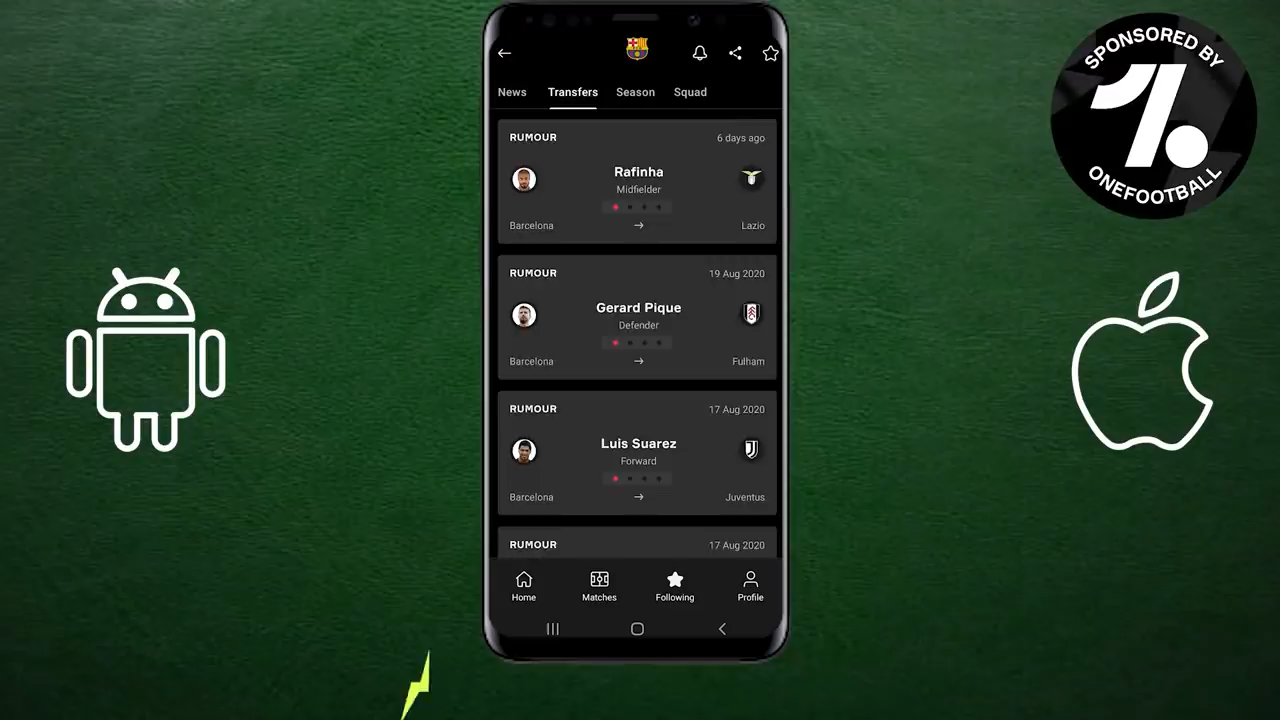 News Transfers Season Squad
RUMOUR 6 days ago
Rafinha
Midfielder
Barcelona → Lazio
RUMOUR 19 Aug 2020
Gerard Pique
Defender
Barcelona → Fulham
RUMOUR 17 Aug 2020
Luis Suarez
Forward
Barcelona → Juventus
RUMOUR 17 Aug 2020
Home Matches Following Profile
SPONSORED BY
ONEFOOTBALL